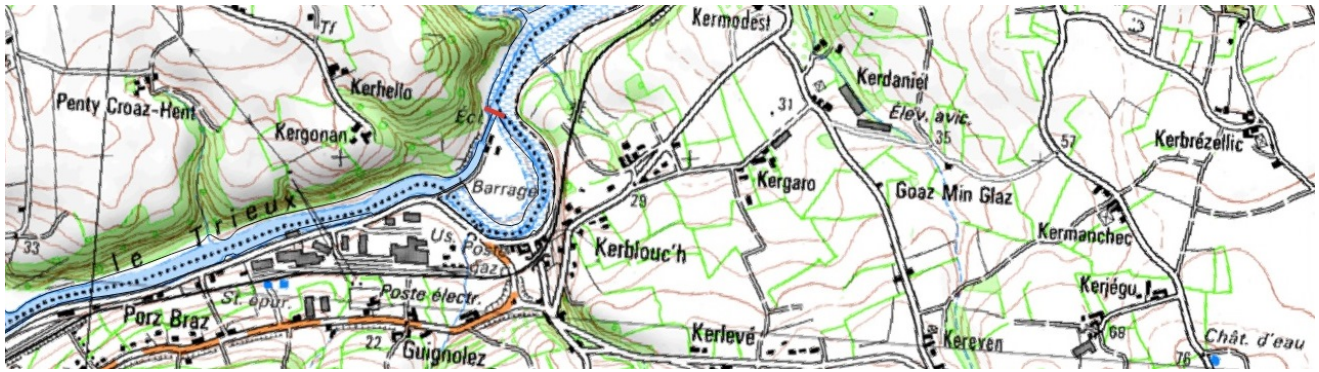 Kermodest
Tf
Kerhello
Kerdaniel
Penty Croaz-Hent
Écl.
31
Elev. avic.
Kergonan
35
57
Kerbrézellic
Barrage
Kergaro
29
Goaz Min Glaz
le Trieux
33
Us.
Poste
gaz
Kerblouc'h
Kermanchec
St. épur.
Poste électr.
Kerjégu
Porz Braz
22
Guignolez
Kerlevé
Kereven
68
76
Chât. d'eau